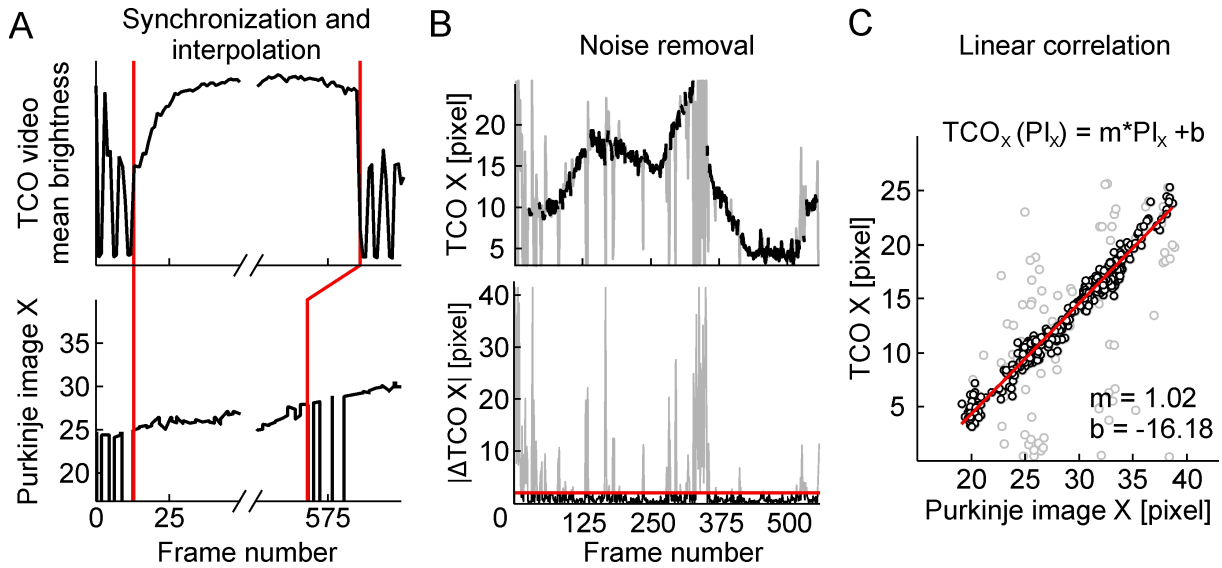 A
Synchronization and
interpolation
TCO video
mean brightness
Purkinje image X
35
30
25
20
0
25
575
Frame number
B
Noise removal
TCO X [pixel]
20
15
10
5
|ΔTCO X| [pixel]
40
30
20
10
0
125
250
375
500
Frame number
C
Linear correlation
TCOX (PIX) = m*PIX +b
TCO X [pixel]
25
20
15
10
5
m = 1.02
b = -16.18
20
25
30
35
40
Purkinje image X [pixel]